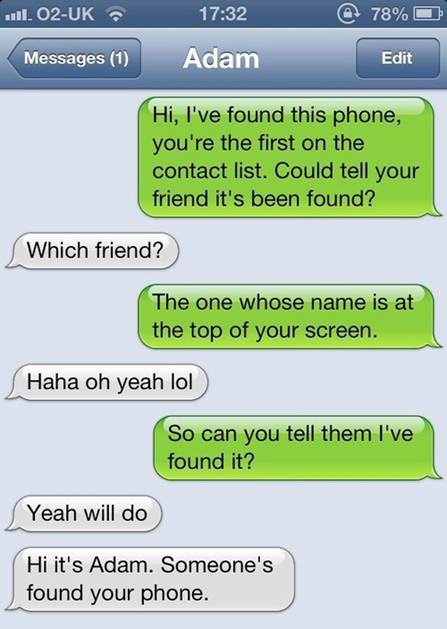 O2-UK 17:32 78%
Messages (1) Adam Edit
Hi, I've found this phone,
you're the first on the
contact list. Could tell your
friend it's been found?
Which friend?
The one whose name is at
the top of your screen.
Haha oh yeah lol
So can you tell them I've
found it?
Yeah will do
Hi it's Adam. Someone's
found your phone.